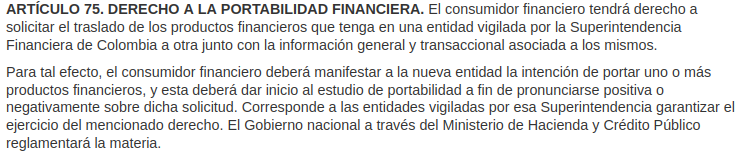 ARTÍCULO 75. DERECHO A LA PORTABILIDAD FINANCIERA. El consumidor financiero tendrá derecho a
solicitar el traslado de los productos financieros que tenga en una entidad vigilada por la Superintendencia
Financiera de Colombia a otra junto con la información general y transaccional asociada a los mismos.
Para tal efecto, el consumidor financiero deberá manifestar a la nueva entidad la intención de portar uno o más
productos financieros, y esta deberá dar inicio al estudio de portabilidad a fin de pronunciarse positiva o
negativamente sobre dicha solicitud. Corresponde a las entidades vigiladas por esa Superintendencia garantizar el
ejercicio del mencionado derecho. El Gobierno nacional a través del Ministerio de Hacienda y Crédito Público
reglamentará la materia.